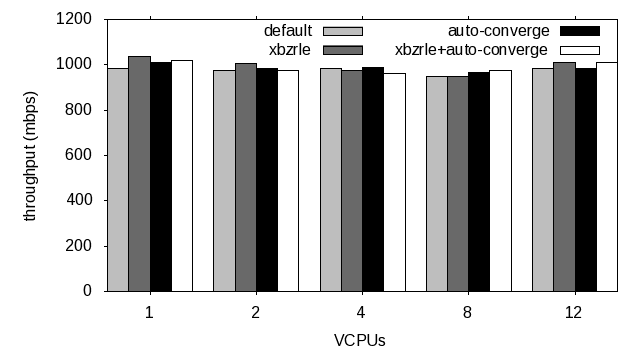 1200
1000
800
600
400
200
0
throughput (mbps)
default
xbzrle
auto-converge
xbzrle+auto-converge
1 2 4 8 12
VCPUs